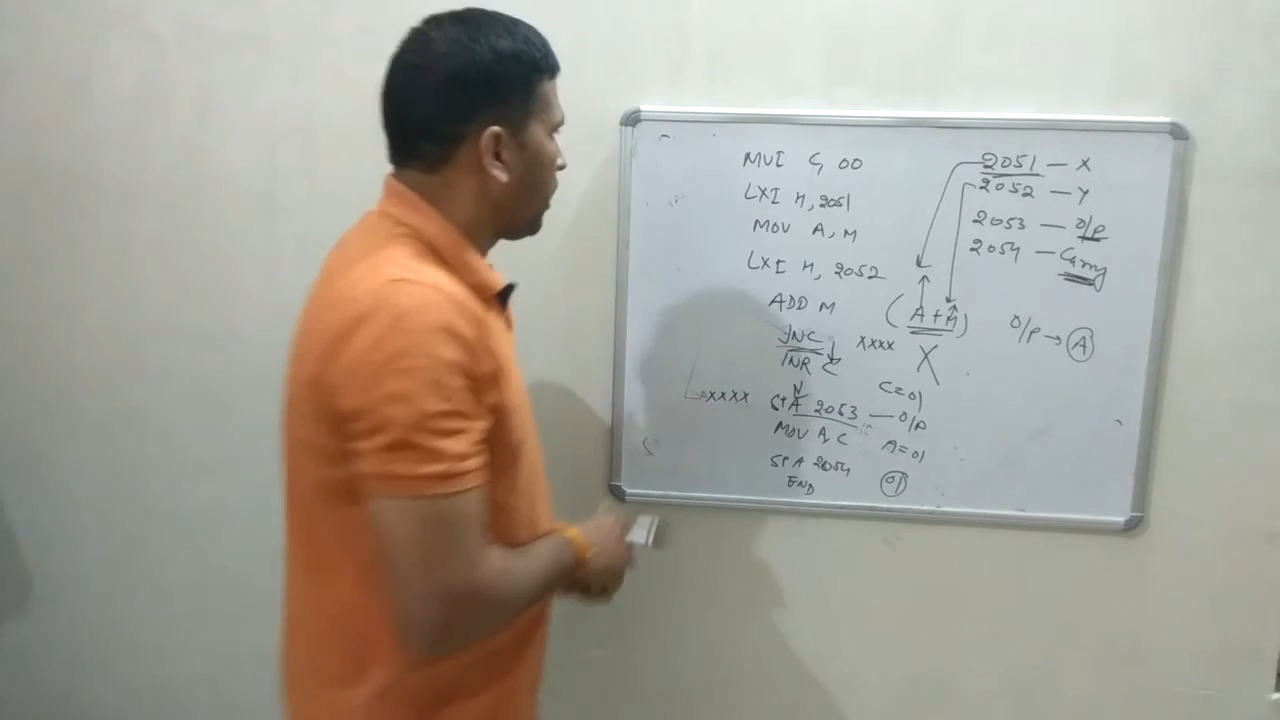 MVI C, 00
LXI H, 2051
MOV A, M
LXI H, 2052
ADD M (A+M)
JNC xxxx X
INR C C=01
xxxx STA 2053 — O/P
MOV A, C A=01
STA 2054 01
END
2051 — X
2052 — Y
2053 — O/P
2054 — Carry
O/P → A